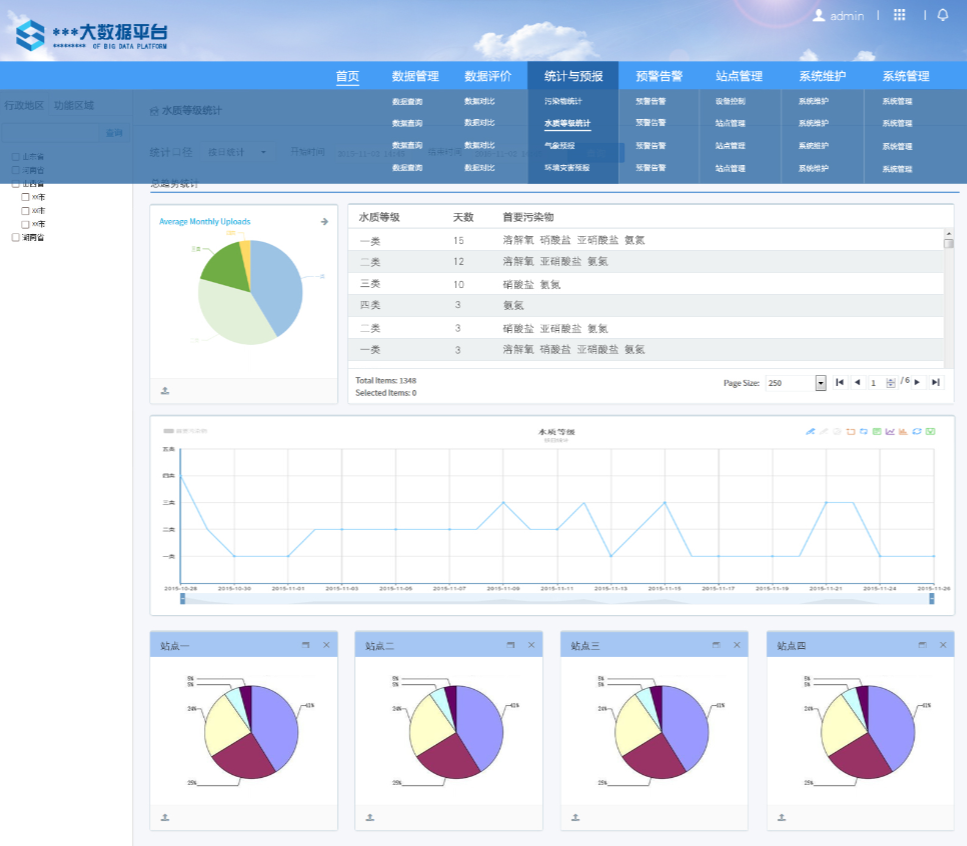 admin
***大数据平台
******** OF BIG DATA PLATFORM
首页 数据管理 数据评价 统计与预报 预警告警 站点管理 系统维护 系统管理
行政地区 功能区域
数据查询 数据对比 污染物统计 预警告警 设备控制 系统维护 系统管理
水质等级统计
数据查询 数据对比 水质等级统计 预警告警 站点管理 系统维护 系统管理
查询
数据查询 数据对比 气象预报 预警告警 站点管理 系统维护 系统管理
统计口径 按日统计 开始时间
数据查询 数据对比 环境灾害预报 预警告警 站点管理 系统维护 系统管理
山东省
河南省
山西省
xx市
xx市
xx市
湖南省
Average Monthly Uploads
水质等级 天数 首要污染物
一类 15 溶解氧 硝酸盐 亚硝酸盐 氨氮
二类 12 溶解氧 亚硝酸盐 氨氮
三类 10 硝酸盐 氨氮
四类 3 氨氮
二类 3 硝酸盐 亚硝酸盐 氨氮
一类 3 溶解氧 硝酸盐 亚硝酸盐 氨氮
Total Items: 1348
Selected Items: 0
Page Size: 250 1 / 6
首要污染物
水质等级
五类
四类
三类
二类
一类
2015-10-28 2015-10-30 2015-11-01 2015-11-03 2015-11-05 2015-11-07 2015-11-09 2015-11-11 2015-11-13 2015-11-15 2015-11-17 2015-11-19 2015-11-21 2015-11-24 2015-11-26
站点一 站点二 站点三 站点四
5% 5% 5% 5%
5% 5% 5% 5%
24% 41% 24% 41% 24% 41% 24% 41%
25% 25% 25% 25%